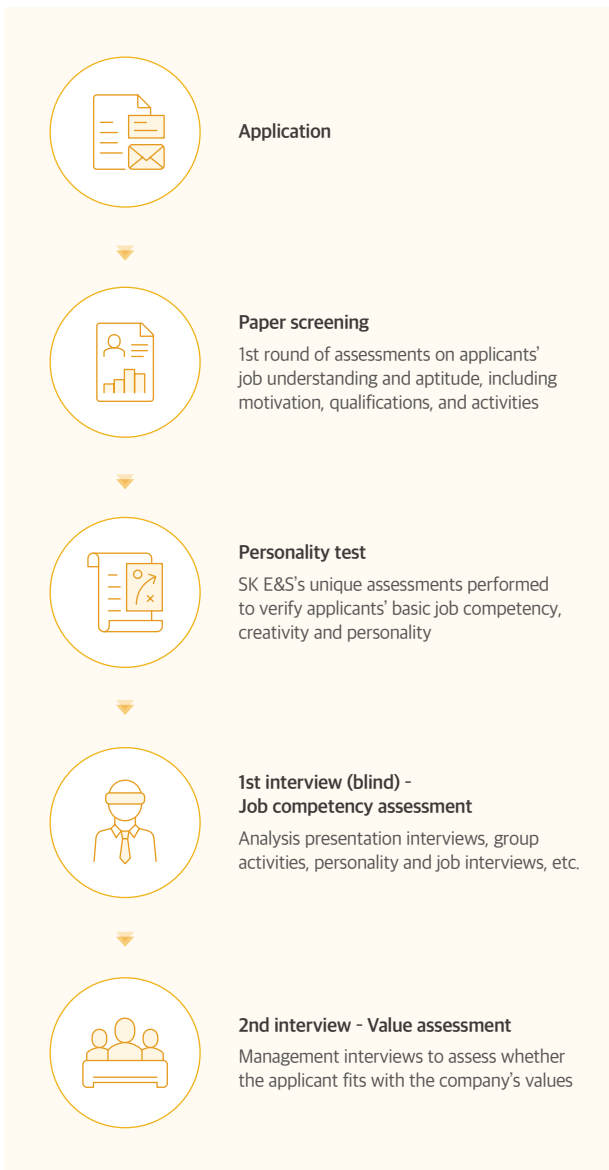 Application
Paper screening
1st round of assessments on applicants’
job understanding and aptitude, including
motivation, qualifications, and activities
Personality test
SK E&S’s unique assessments performed
to verify applicants’ basic job competency,
creativity and personality
1st interview (blind) -
Job competency assessment
Analysis presentation interviews, group
activities, personality and job interviews, etc.
2nd interview - Value assessment
Management interviews to assess whether
the applicant fits with the company’s values